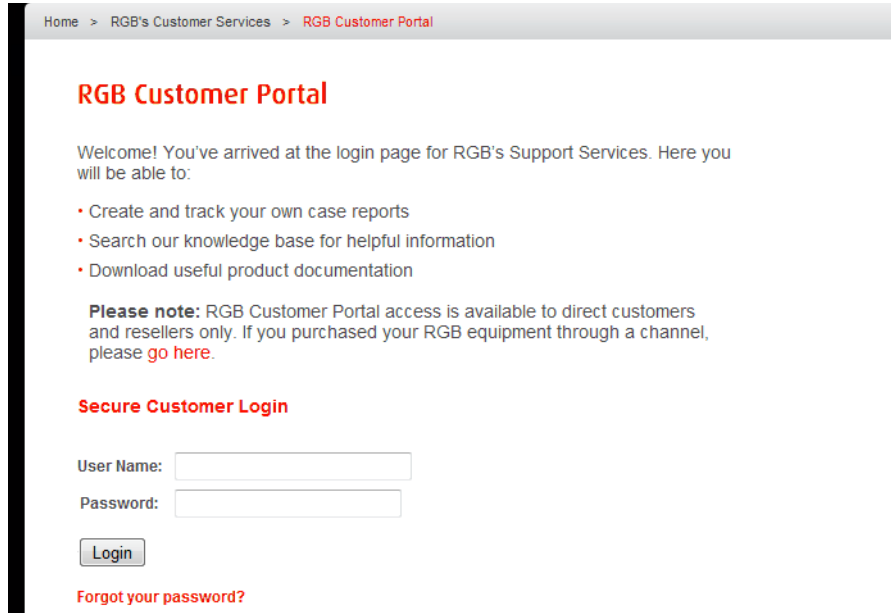 Home > RGB's Customer Services > RGB Customer Portal
RGB Customer Portal
Welcome! You've arrived at the login page for RGB's Support Services. Here you
will be able to:
• Create and track your own case reports
• Search our knowledge base for helpful information
• Download useful product documentation
Please note: RGB Customer Portal access is available to direct customers
and resellers only. If you purchased your RGB equipment through a channel,
please go here.
Secure Customer Login
User Name:
Password:
Login
Forgot your password?